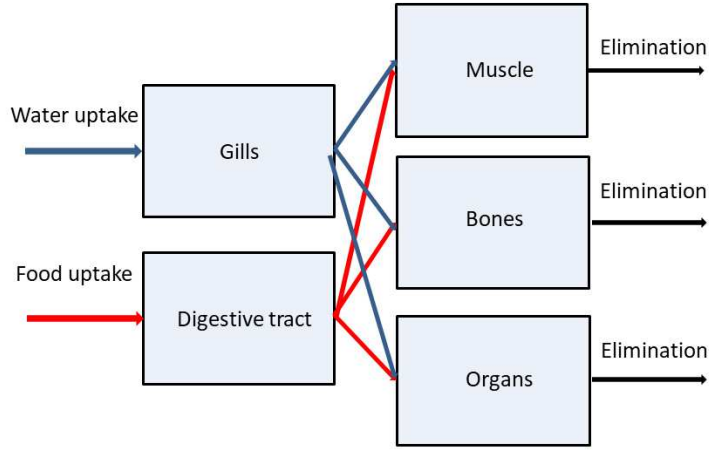 Water uptake
Gills
Food uptake
Digestive tract
Muscle
Elimination
Bones
Elimination
Organs
Elimination